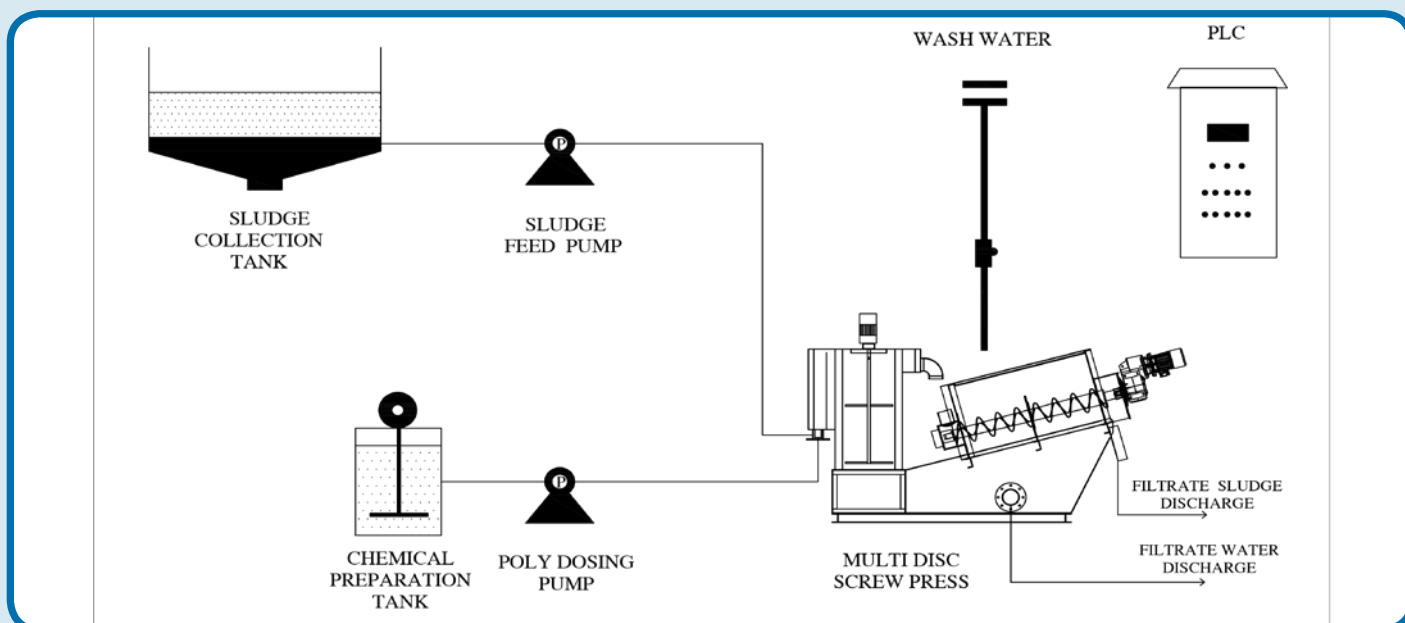 WASH WATER
PLC
P
SLUDGE
COLLECTION
TANK
SLUDGE
FEED PUMP
P
CHEMICAL
PREPARATION
TANK
POLY DOSING
PUMP
MULTI DISC
SCREW PRESS
FILTRATE SLUDGE
DISCHARGE
FILTRATE WATER
DISCHARGE